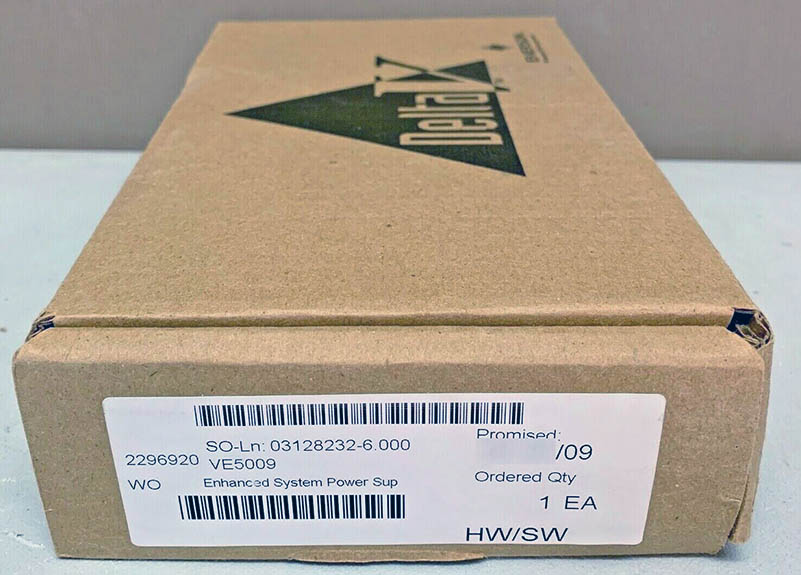 DeltaV
EMERSON
SO-Ln: 03128232-6.000
Promised:
/09
2296920 VE5009
Ordered Qty
WO Enhanced System Power Sup
1 EA
HW/SW